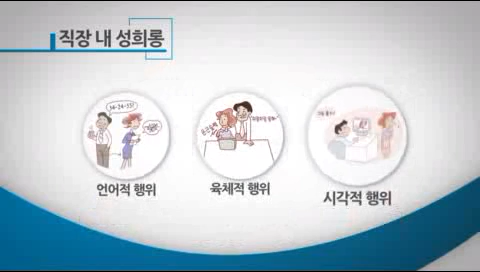 직장 내 성희롱
34-24-35?
언어적 행위
육체적 행위
시각적 행위